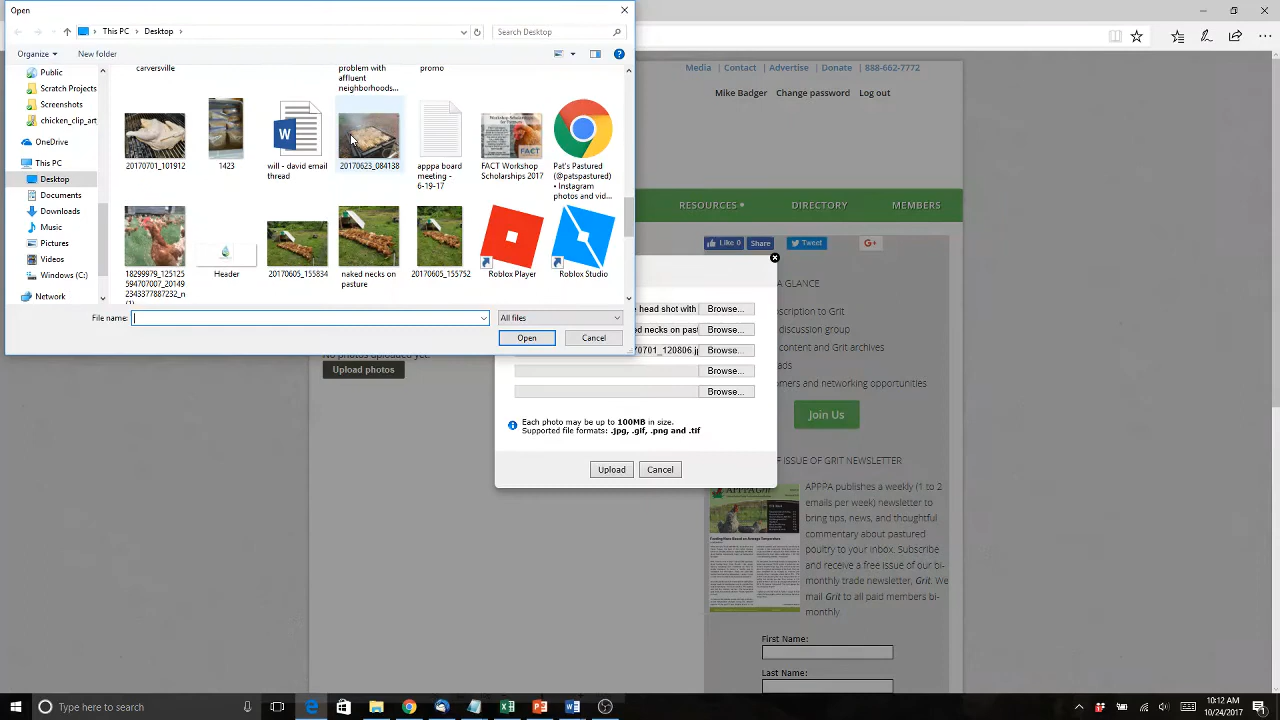 Open
This PC > Desktop >
Search Desktop
Organize
New folder
Public
Scratch Projects
Screenshots
chicken_clip_art
OneDrive
This PC
Desktop
Documents
Downloads
Music
Pictures
Videos
Windows (C:)
Network
carversville
problem with
affluent
neighborhoods...
promo
20170701_101912
1423
will - david email
thread
20170623_084138
apppa board
meeting -
6-19-17
FACT Workshop
Scholarships 2017
Pat's Pastured
(@patspastured)
• Instagram
photos and vid...
18299979_125125
594707007_20149
2343377887232_n
Header
20170605_155834
naked necks on
pasture
20170605_155752
Roblox Player
Roblox Studio
File name:
All files
Open
Cancel
Media | Contact | Advertise | Donate | 888-662-7772
Mike Badger Change password Log out
RESOURCES DIRECTORY MEMBERS
Like 0 Share Tweet G+
A GLANCE
scription to Grit
discussion group
content and Grit archives
ads
mers and networking opportunities
Join Us
F ISSUE OF GRIT NEWSLETTER
APPPA publishes a weekly (1 to 2
emails per week) newsletter to
bring tips, news, and thoughtful
commentary about pastured
poultry to your inbox. Subscribe
and receive a free issue of our
monthly trade newsletter, Grit. We
mail Grit to all paid members bi-
monthly.
First Name:
Last Name:
No photos uploaded yet.
Upload photos
e head shot with Browse...
ed necks on past Browse...
70701_120806.jp Browse...
Browse...
Browse...
Each photo may be up to 100MB in size.
Supported file formats: .jpg, .gif, .png and .tif
Upload
Cancel
Type here to search
10:12 AM
10/24/2017